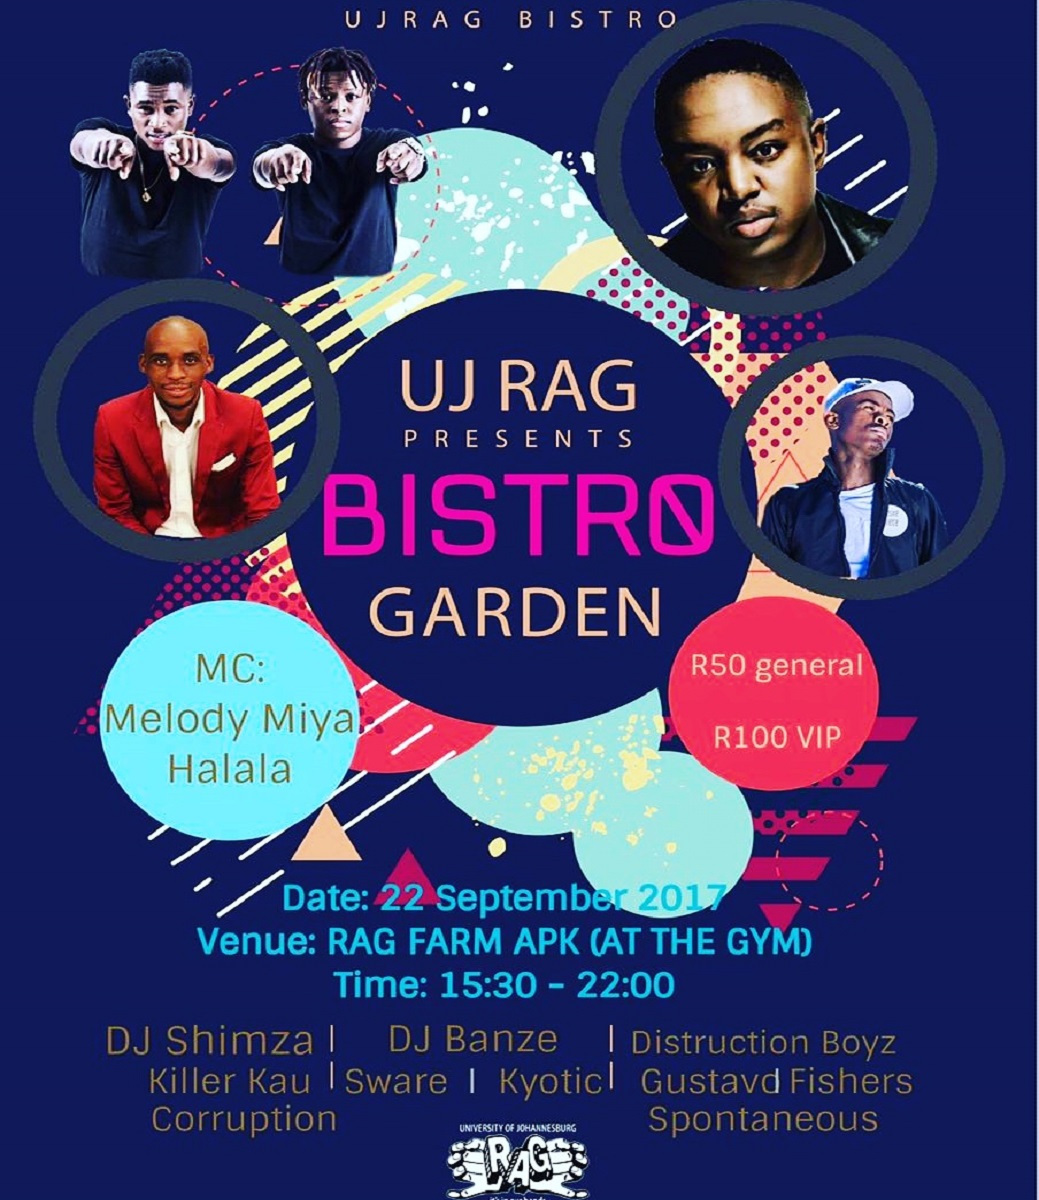 UJRAG BISTRO
UJ RAG
PRESENTS
BISTRO
GARDEN
MC:
Melody Miya
Halala
R50 general
R100 VIP
Date: 22 September 2017
Venue: RAG FARM APK (AT THE GYM)
Time: 15:30 - 22:00
DJ Shimza | DJ Banze | Distruction Boyz
Killer Kau | Sware | Kyotic | Gustavo Fishers
Corruption Spontaneous
UNIVERSITY OF JOHANNESBURG
RAG